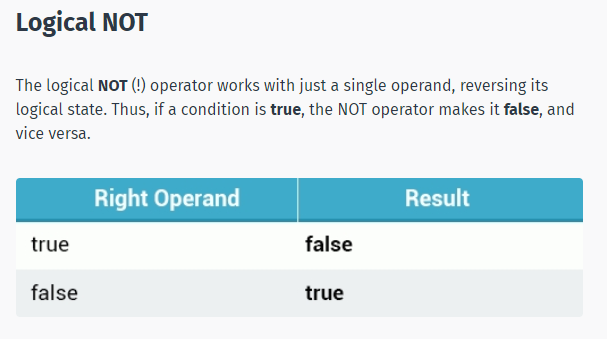 Logical NOT
The logical NOT (!) operator works with just a single operand, reversing its
logical state. Thus, if a condition is true, the NOT operator makes it false, and
vice versa.
Right Operand Result
true false
false true